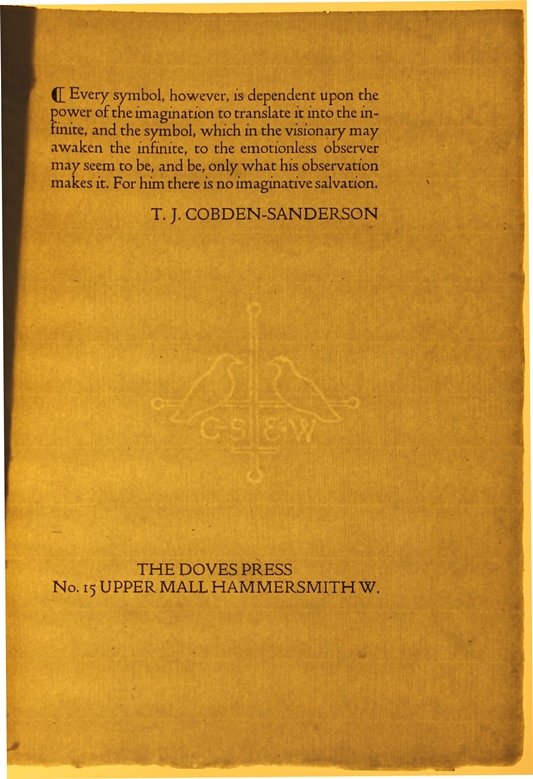 ¶ Every symbol, however, is dependent upon the
power of the imagination to translate it into the in-
finite, and the symbol, which in the visionary may
awaken the infinite, to the emotionless observer
may seem to be, and be, only what his observation
makes it. For him there is no imaginative salvation.
T. J. COBDEN-SANDERSON
C-S E·W
THE DOVES PRESS
No. 15 UPPER MALL HAMMERSMITH W.